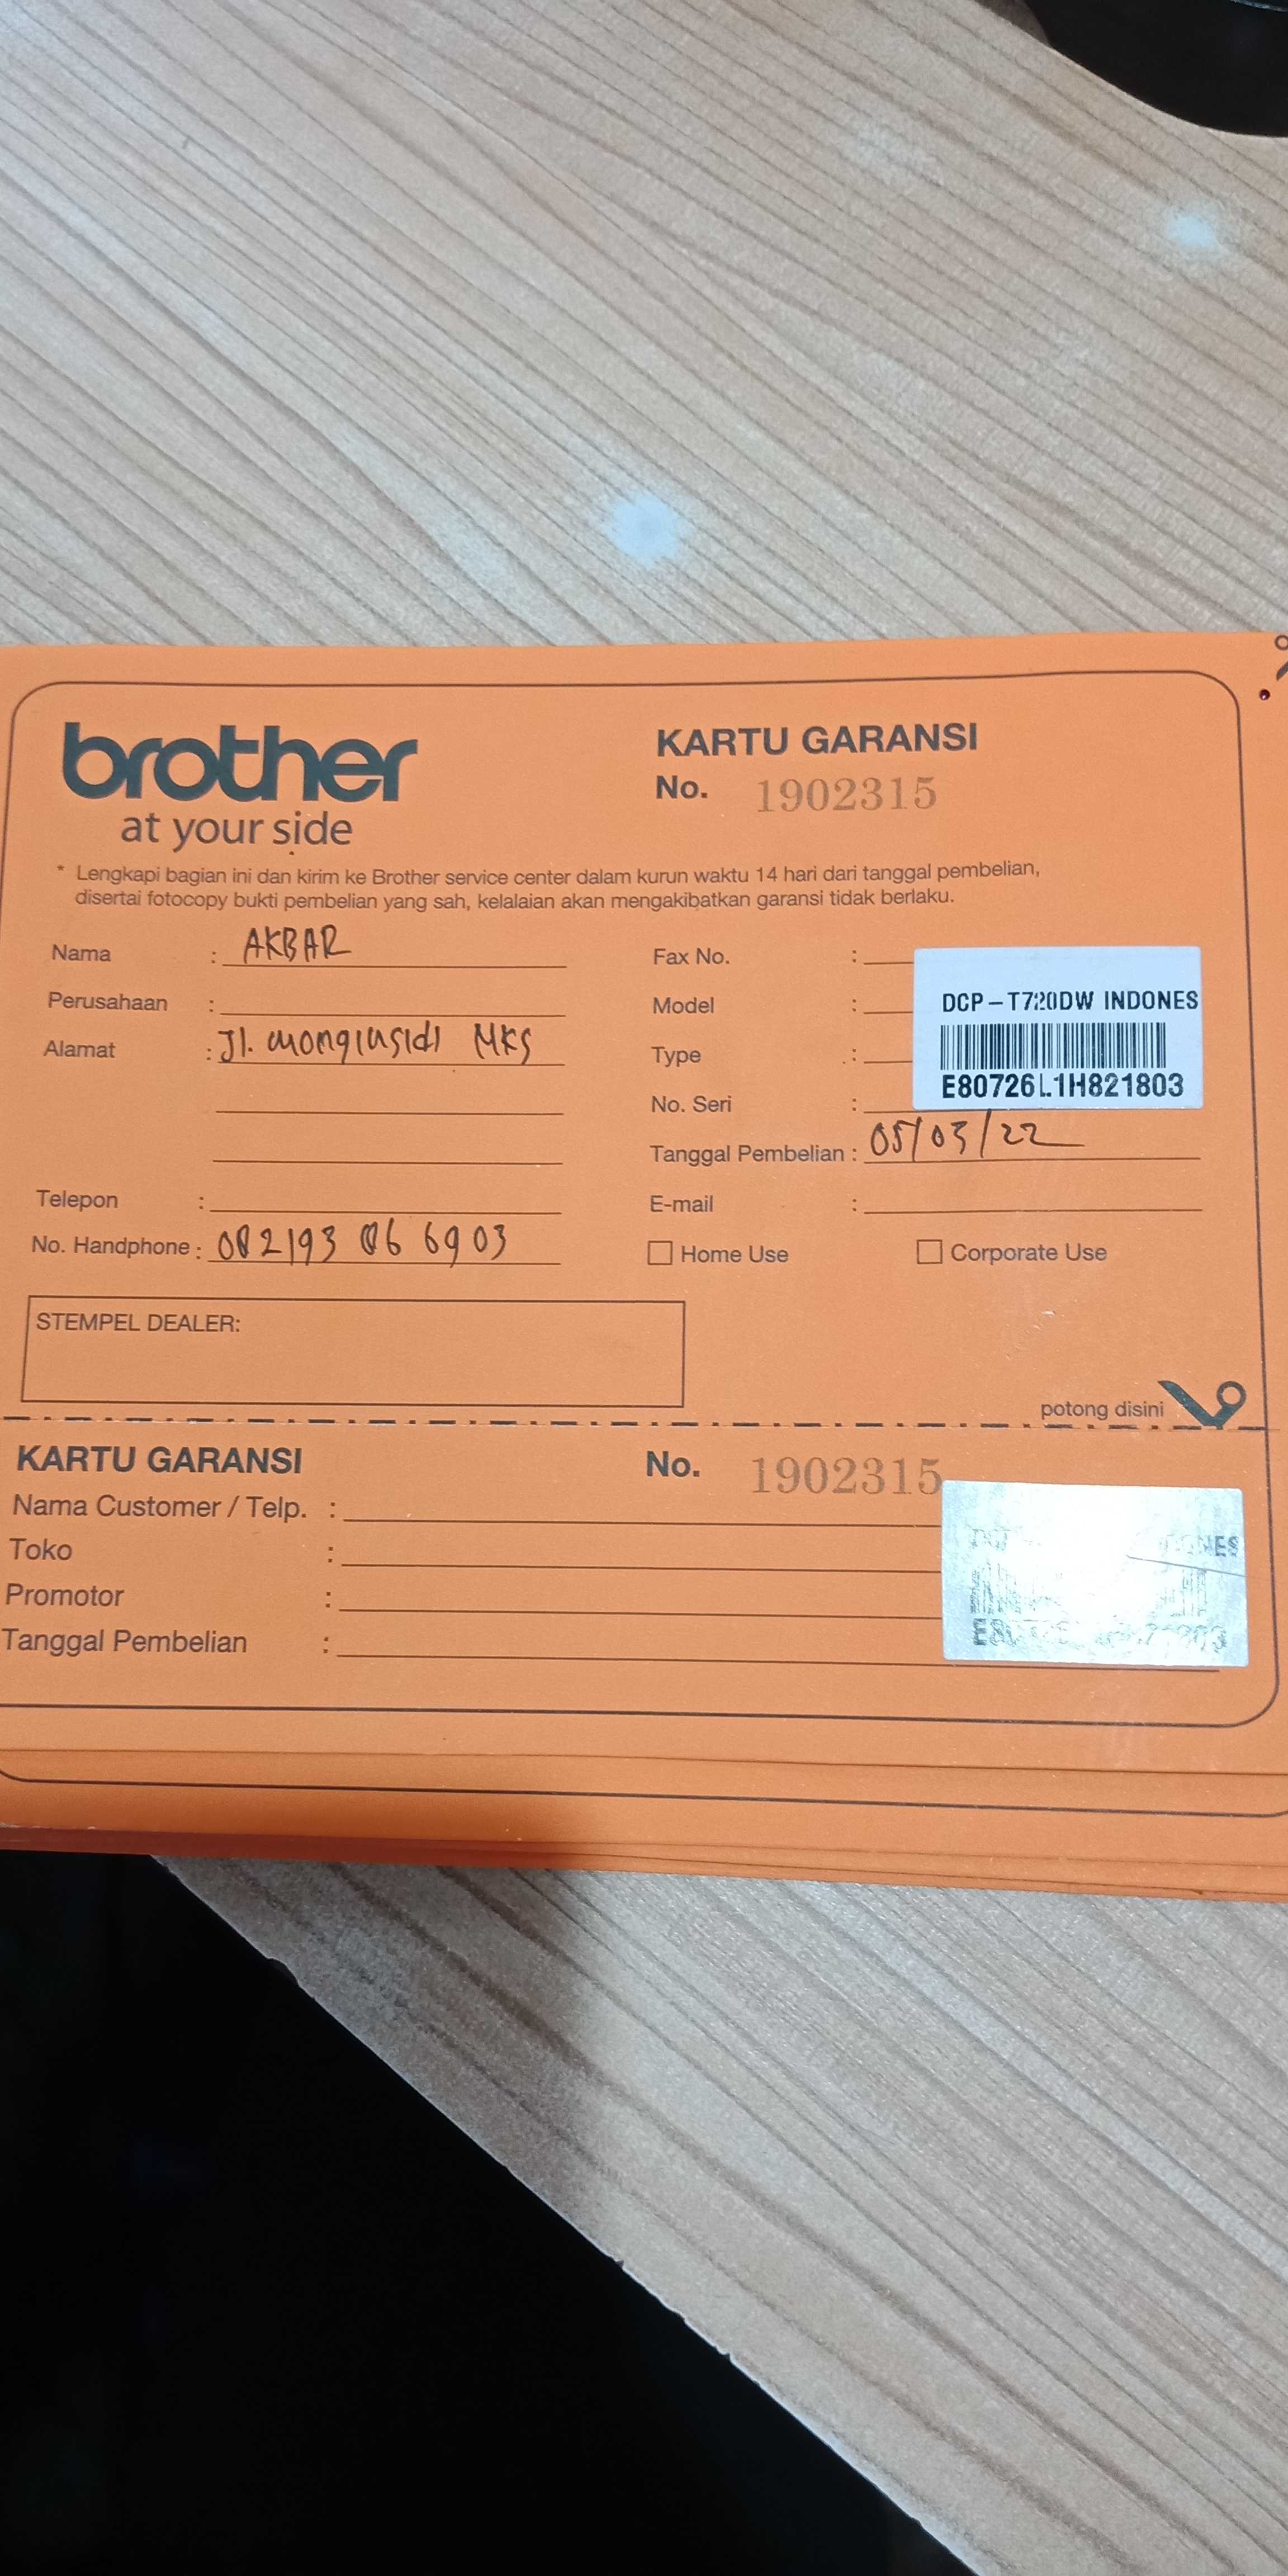 brother
at your side
KARTU GARANSI
No. 1902315
* Lengkapi bagian ini dan kirim ke Brother service center dalam kurun waktu 14 hari dari tanggal pembelian,
disertai fotocopy bukti pembelian yang sah, kelalaian akan mengakibatkan garansi tidak berlaku.
Nama : AKBAR
Perusahaan :
Alamat : Jl. monginsidi MKS
Telepon :
No. Handphone : 082193 06 6903
Fax No. :
Model :
Type :
No. Seri :
DCP-T720DW INDONES
E80726L1H821803
Tanggal Pembelian : 05/03/22
E-mail :
Home Use
Corporate Use
STEMPEL DEALER:
potong disini
KARTU GARANSI
No. 1902315
Nama Customer / Telp. :
Toko :
Promotor :
Tanggal Pembelian :